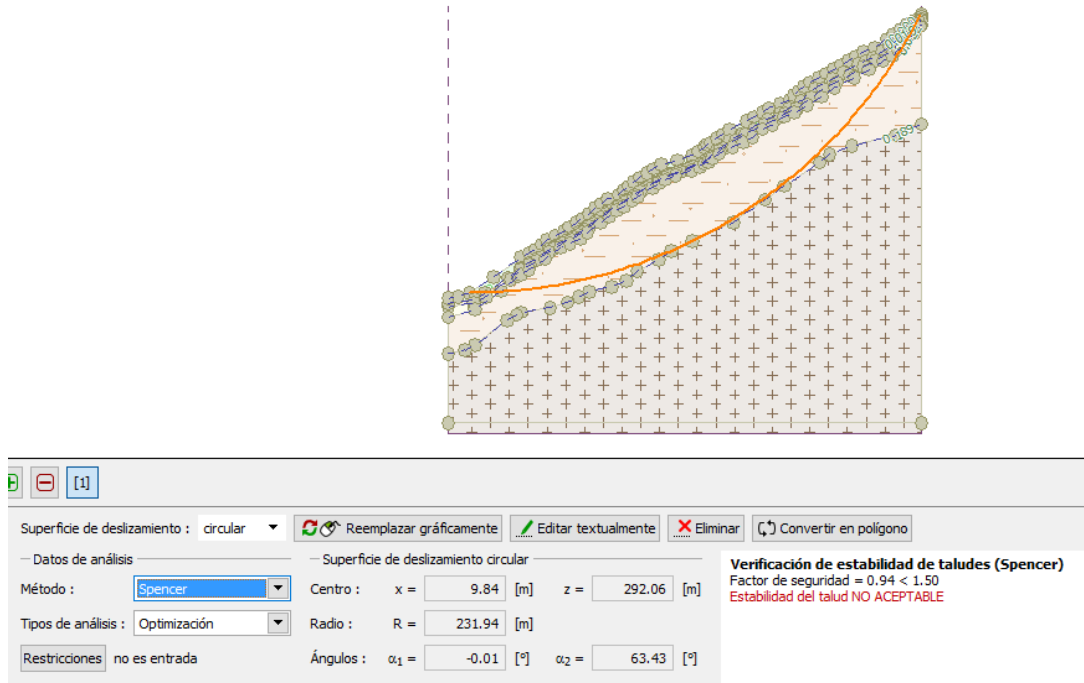 0.169
[1]
Superficie de deslizamiento : circular Reemplazar gráficamente Editar textualmente Eliminar Convertir en polígono
Datos de análisis Superficie de deslizamiento circular Verificación de estabilidad de taludes (Spencer)
Factor de seguridad = 0.94 < 1.50
Método : Spencer Centro : x = 9.84 [m] z = 292.06 [m] Estabilidad del talud NO ACEPTABLE
Tipos de análisis : Optimización Radio : R = 231.94 [m]
Restricciones no es entrada Ángulos : α1 = -0.01 [°] α2 = 63.43 [°]